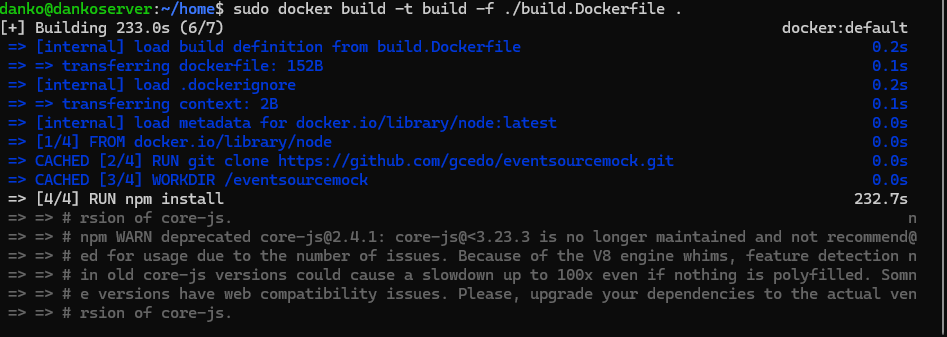 danko@dankoserver:~/home$ sudo docker build -t build -f ./build.Dockerfile .
[+] Building 233.0s (6/7) docker:default
=> [internal] load build definition from build.Dockerfile 0.2s
=> => transferring dockerfile: 152B 0.1s
=> [internal] load .dockerignore 0.2s
=> => transferring context: 2B 0.1s
=> [internal] load metadata for docker.io/library/node:latest 0.0s
=> [1/4] FROM docker.io/library/node 0.0s
=> CACHED [2/4] RUN git clone https://github.com/gcedo/eventsourcemock.git 0.0s
=> CACHED [3/4] WORKDIR /eventsourcemock 0.0s
=> [4/4] RUN npm install 232.7s
=> => # rsion of core-js. n
=> => # npm WARN deprecated core-js@2.4.1: core-js@<3.23.3 is no longer maintained and not recommend@
=> => # ed for usage due to the number of issues. Because of the V8 engine whims, feature detection n
=> => # in old core-js versions could cause a slowdown up to 100x even if nothing is polyfilled. Somn
=> => # e versions have web compatibility issues. Please, upgrade your dependencies to the actual ven
=> => # rsion of core-js.